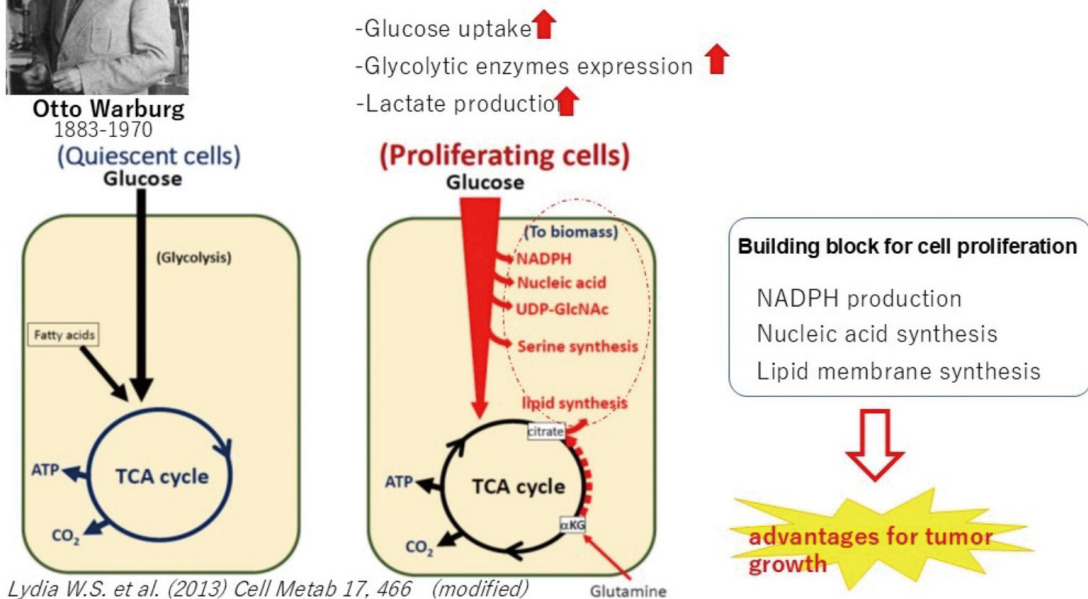 -Glucose uptake
-Glycolytic enzymes expression
-Lactate production
Otto Warburg
1883-1970
(Quiescent cells)
Glucose
(Glycolysis)
Fatty acids
TCA cycle
ATP
CO₂
(Proliferating cells)
Glucose
(To biomass)
NADPH
Nucleic acid
UDP-GlcNAc
Serine synthesis
lipid synthesis
citrate
TCA cycle
ATP
αKG
CO₂
Glutamine
Building block for cell proliferation
NADPH production
Nucleic acid synthesis
Lipid membrane synthesis
advantages for tumor
growth
Lydia W.S. et al. (2013) Cell Metab 17, 466 (modified)